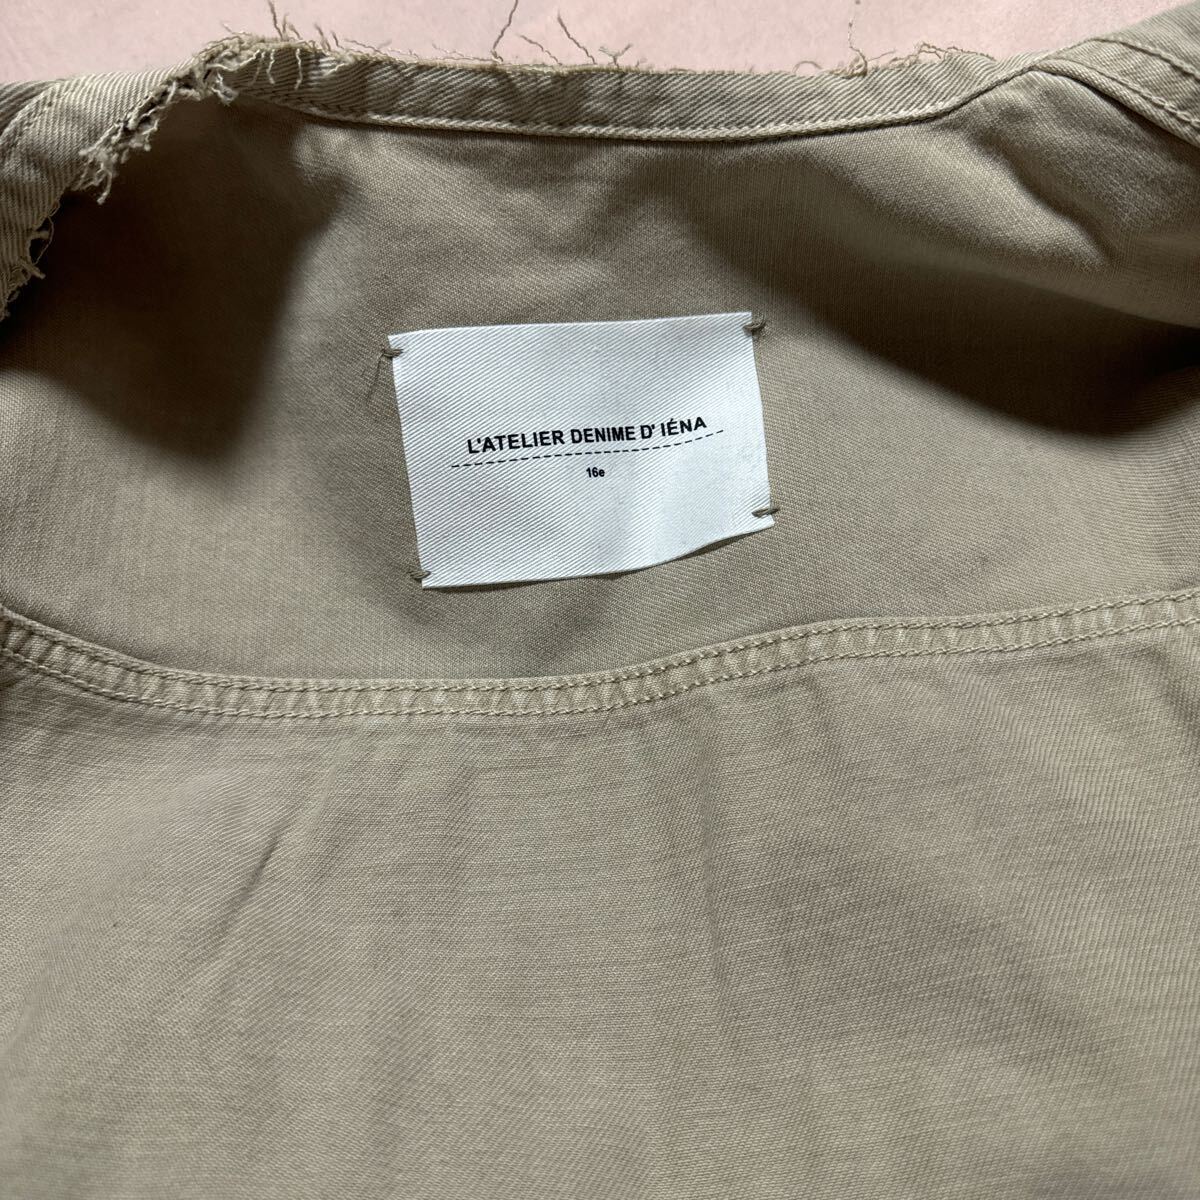 L'ATELIER DENIME D' IÉNA
16e